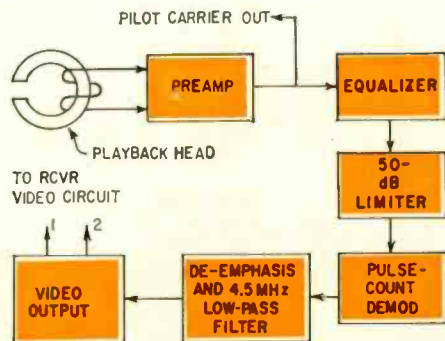 PILOT CARRIER OUT
PREAMP
EQUALIZER
PLAYBACK HEAD
TO RCVR
VIDEO CIRCUIT
1 2
50-
dB
LIMITER
VIDEO
OUTPUT
DE-EMPHASIS
AND 4.5 MHz
LOW-PASS
FILTER
PULSE-
COUNT
DEMOD